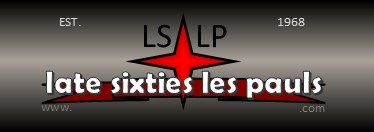 EST. 1968
LS LP
late sixties les pauls
www. .com